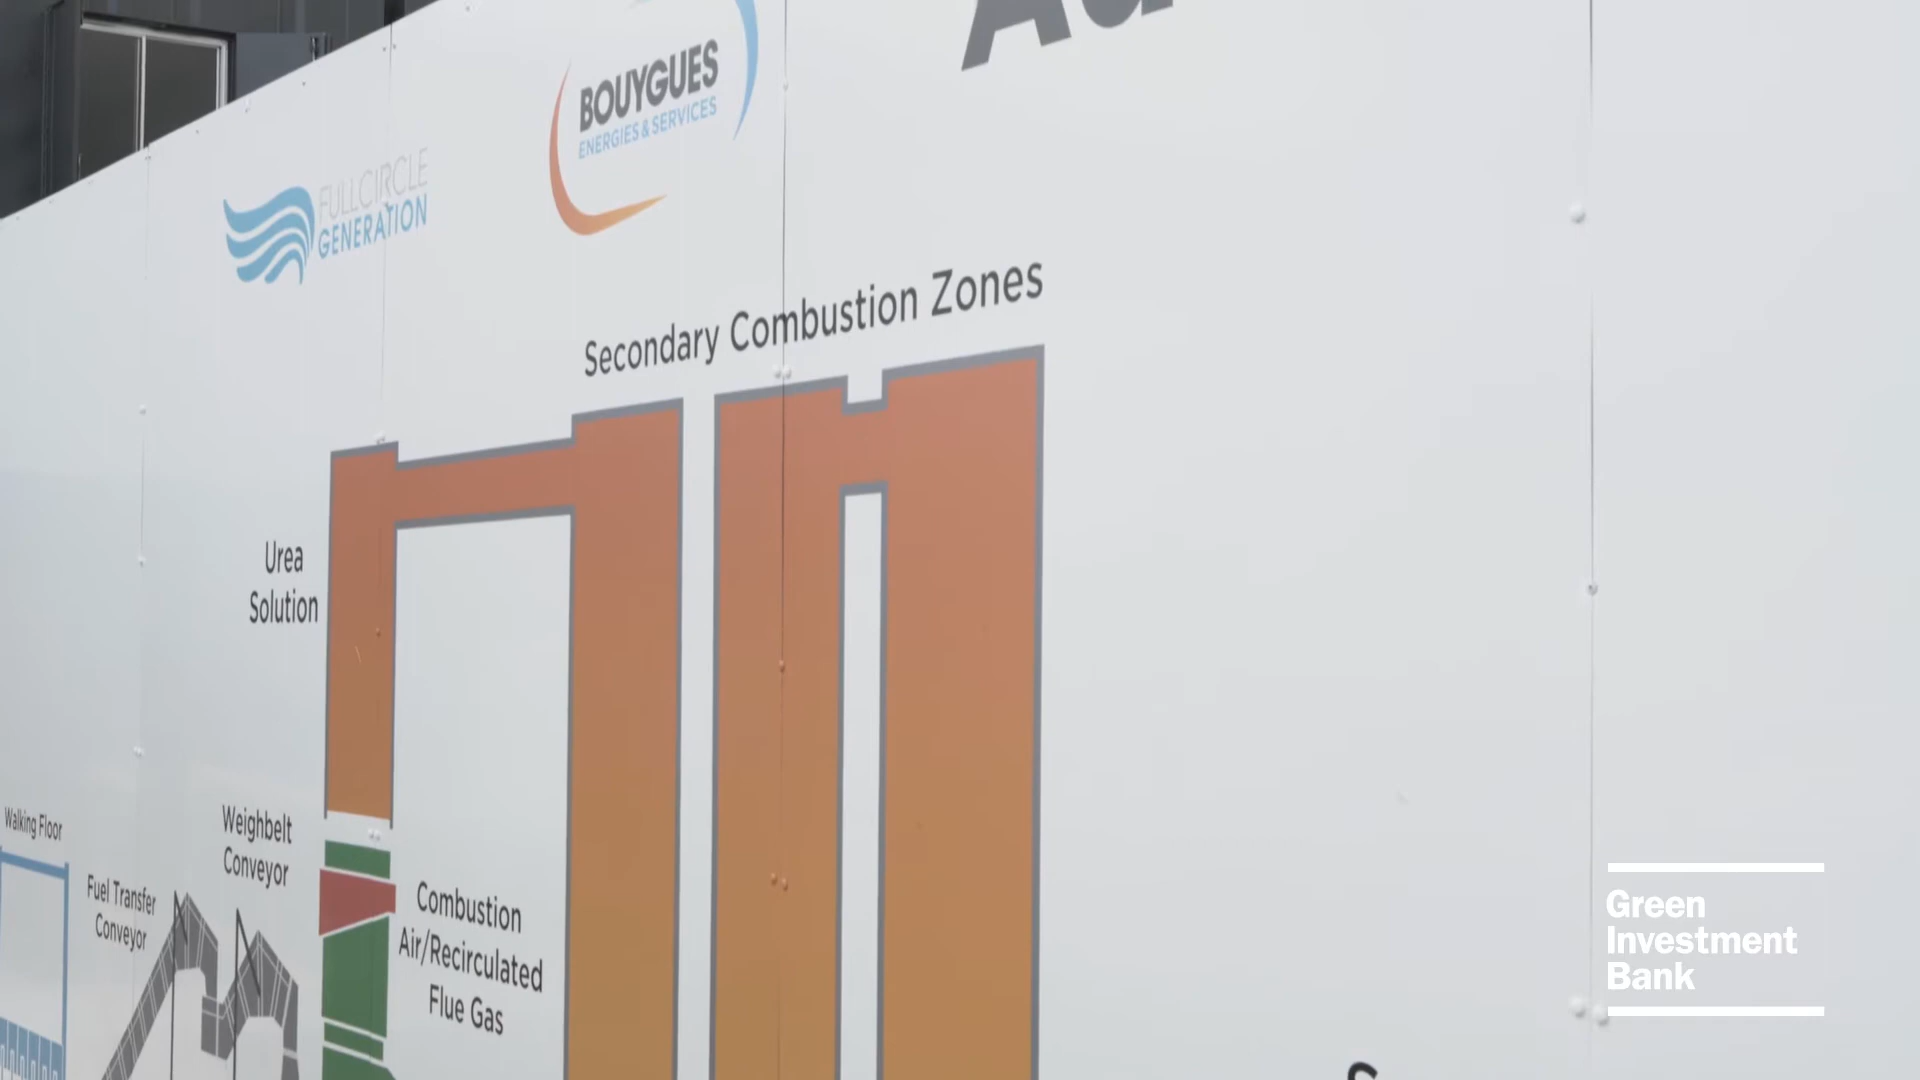 BOUYGUES
ENERGIES & SERVICES
FULLCIRCLE
GENERATION
Secondary Combustion Zones
Urea
Solution
Walking Floor
Weighbelt
Conveyor
Fuel Transfer
Conveyor
Combustion
Air/Recirculated
Flue Gas
Green
Investment
Bank